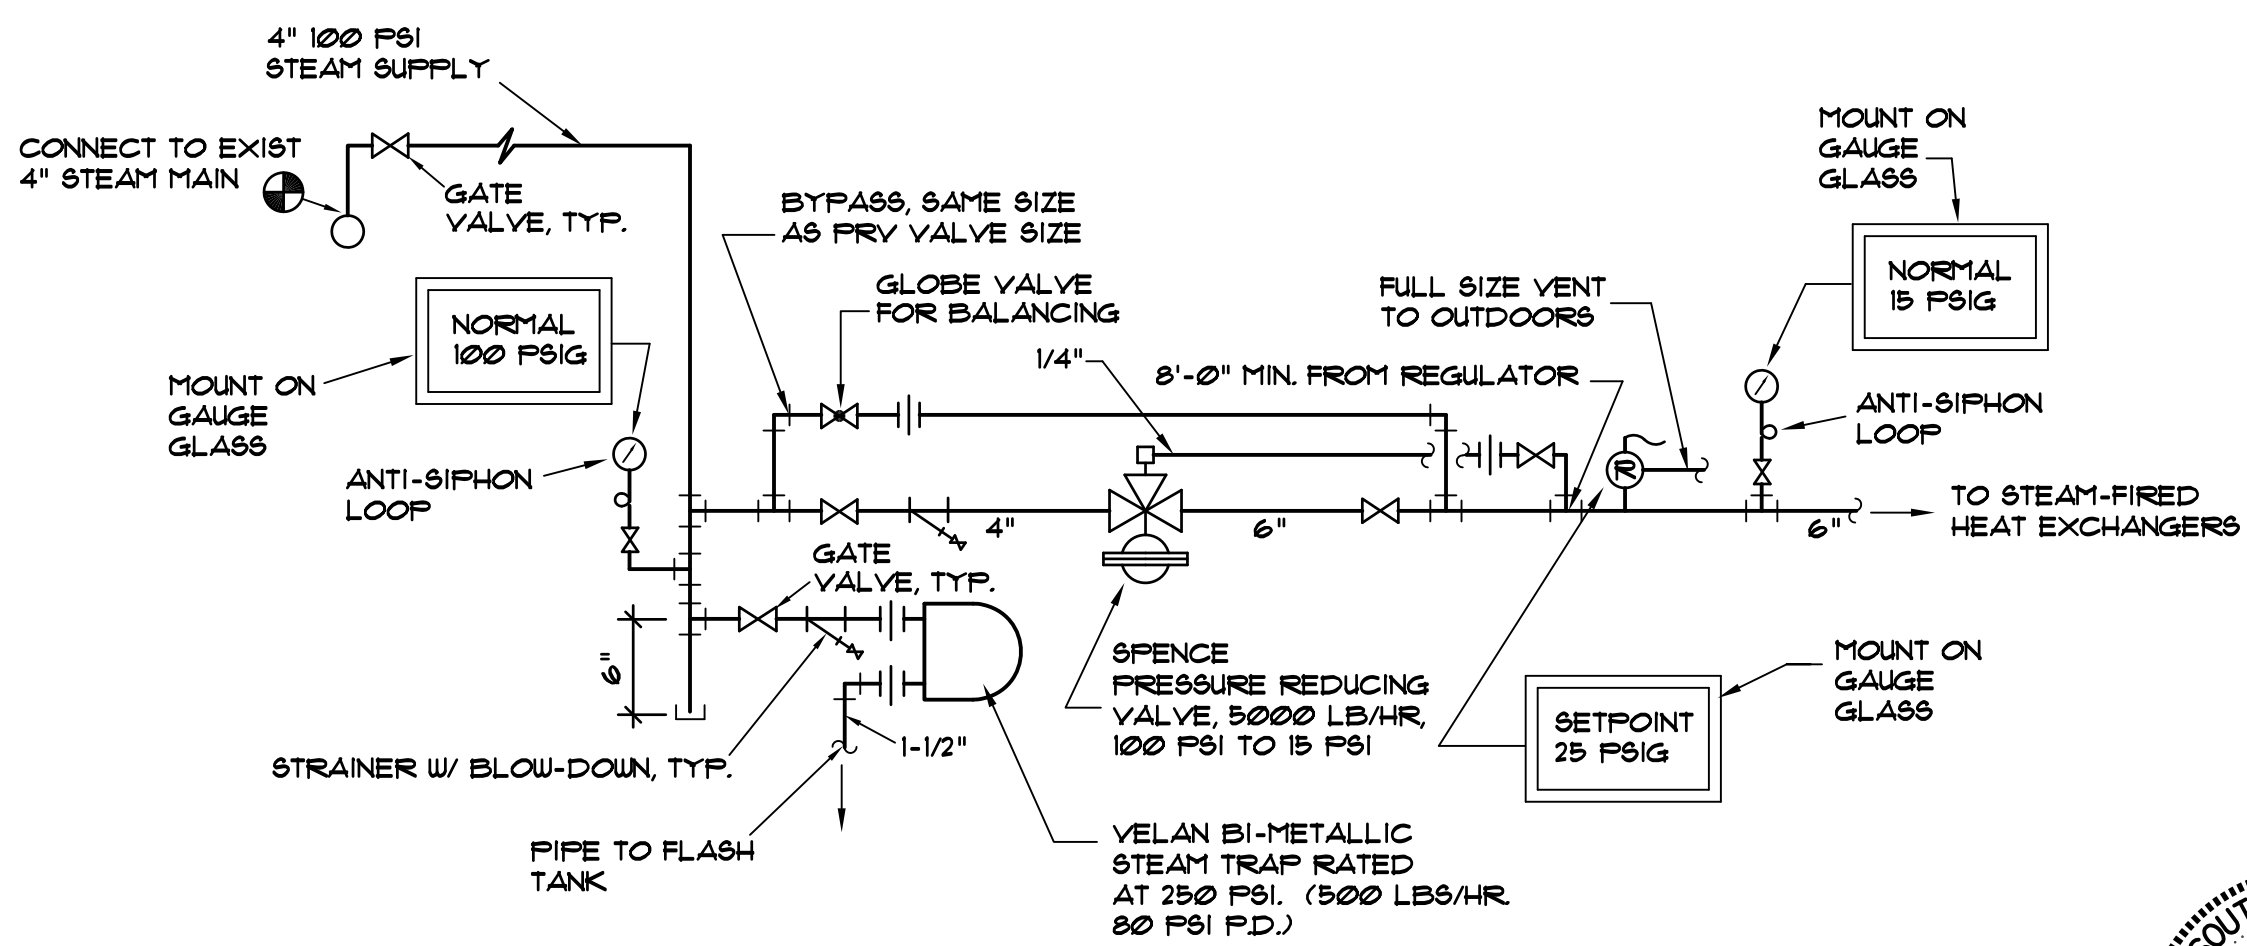 4" 100 PSI
STEAM SUPPLY
CONNECT TO EXIST
4" STEAM MAIN
GATE
VALVE, TYP.
MOUNT ON
GAUGE
GLASS
BYPASS, SAME SIZE
AS PRV VALVE SIZE
GLOBE VALVE
FOR BALANCING
FULL SIZE VENT
TO OUTDOORS
NORMAL
15 PSIG
NORMAL
100 PSIG
1/4"
8'-0" MIN. FROM REGULATOR
MOUNT ON
GAUGE
GLASS
ANTI-SIPHON
LOOP
ANTI-SIPHON
LOOP
4"
6"
6"
TO STEAM-FIRED
HEAT EXCHANGERS
GATE
VALVE, TYP.
6"
SPENCE
PRESSURE REDUCING
VALVE, 5000 LB/HR,
100 PSI TO 15 PSI
MOUNT ON
GAUGE
GLASS
SETPOINT
25 PSIG
R
1-1/2"
STRAINER W/ BLOW-DOWN, TYP.
PIPE TO FLASH
TANK
VELAN BI-METALLIC
STEAM TRAP RATED
AT 250 PSI. (500 LBS/HR.
80 PSI P.D.)